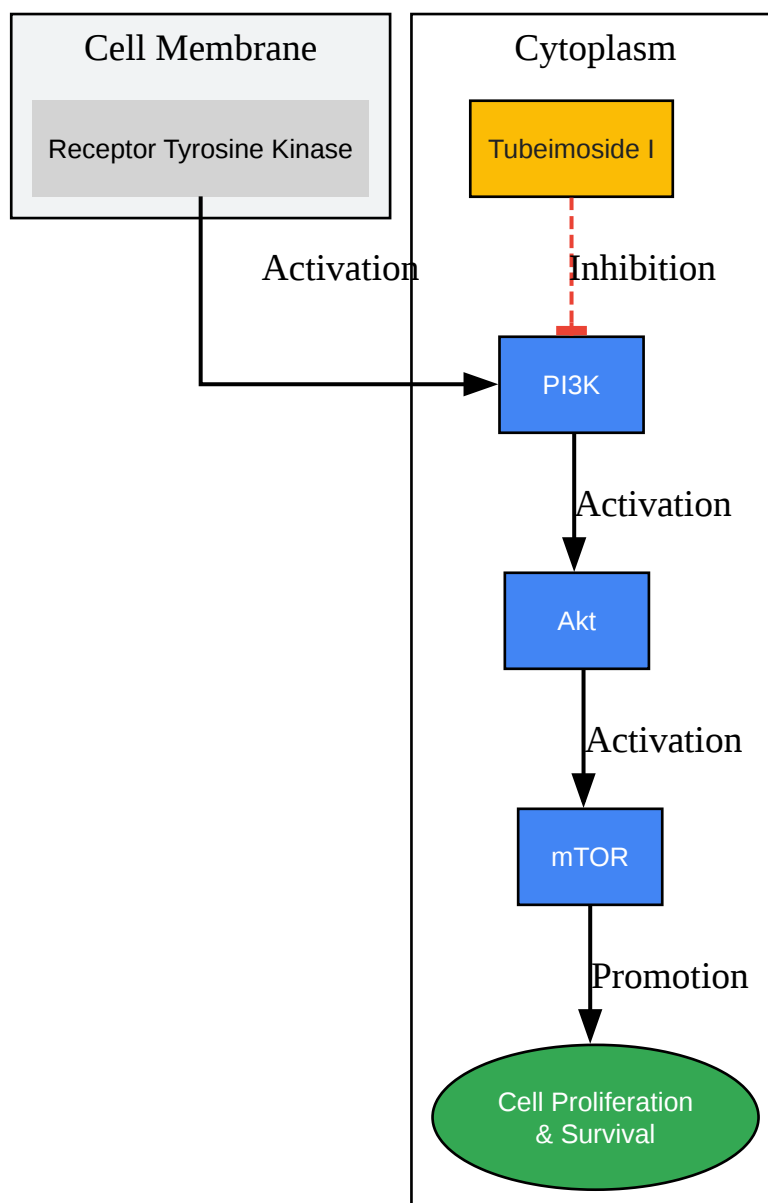 Cell Membrane
Cytoplasm
Receptor Tyrosine Kinase
Tubeimoside I
Activation
Inhibition
PI3K
Activation
Akt
Activation
mTOR
Promotion
Cell Proliferation
& Survival